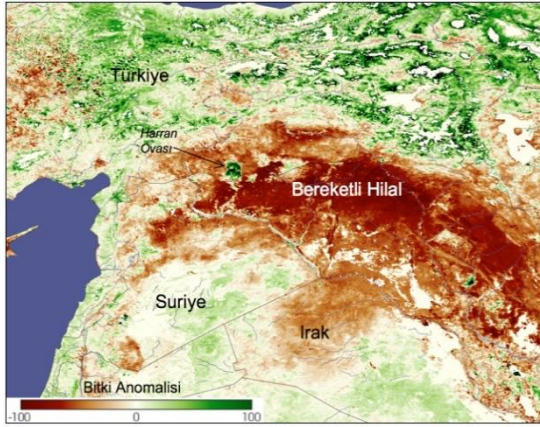 Türkiye
Harran
Ovası
Bereketli Hilal
Suriye
Irak
Bitki Anomalisi
-100 0 100